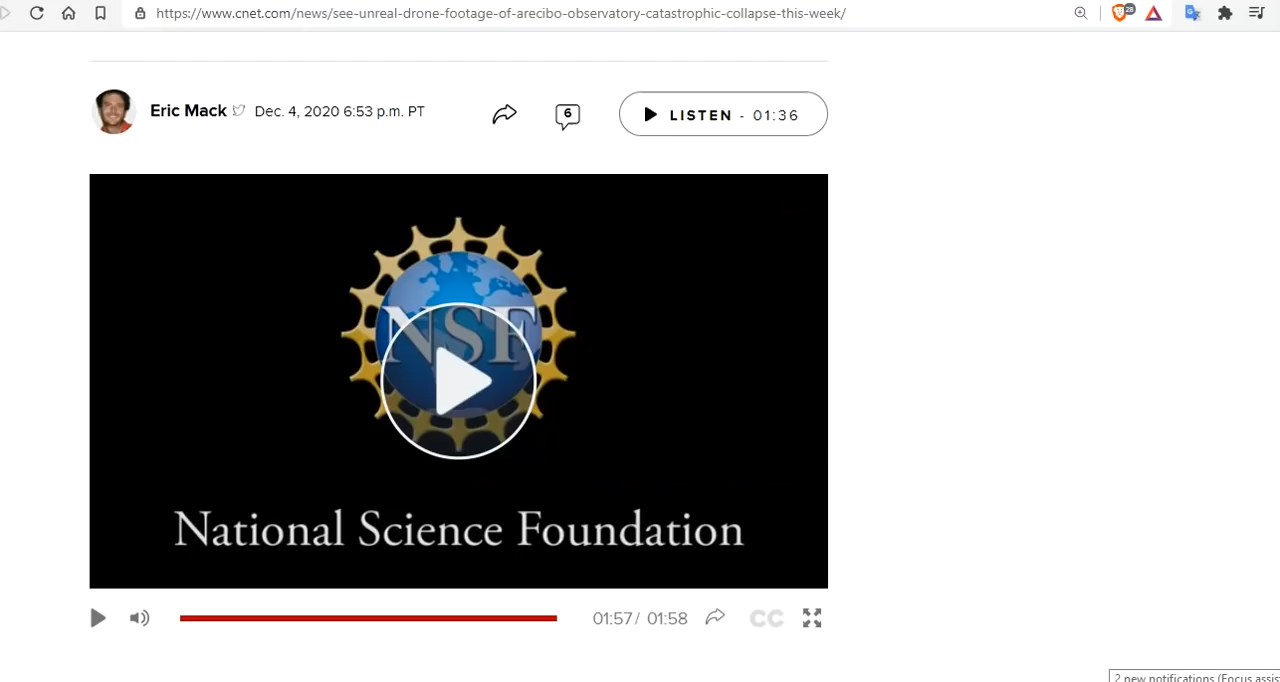 https://www.cnet.com/news/see-unreal-drone-footage-of-arecibo-observatory-catastrophic-collapse-this-week/
28
Eric Mack Dec. 4, 2020 6:53 p.m. PT
6
LISTEN - 01:36
NSF
National Science Foundation
01:57 / 01:58
CC
2 new notifications (Focus assis